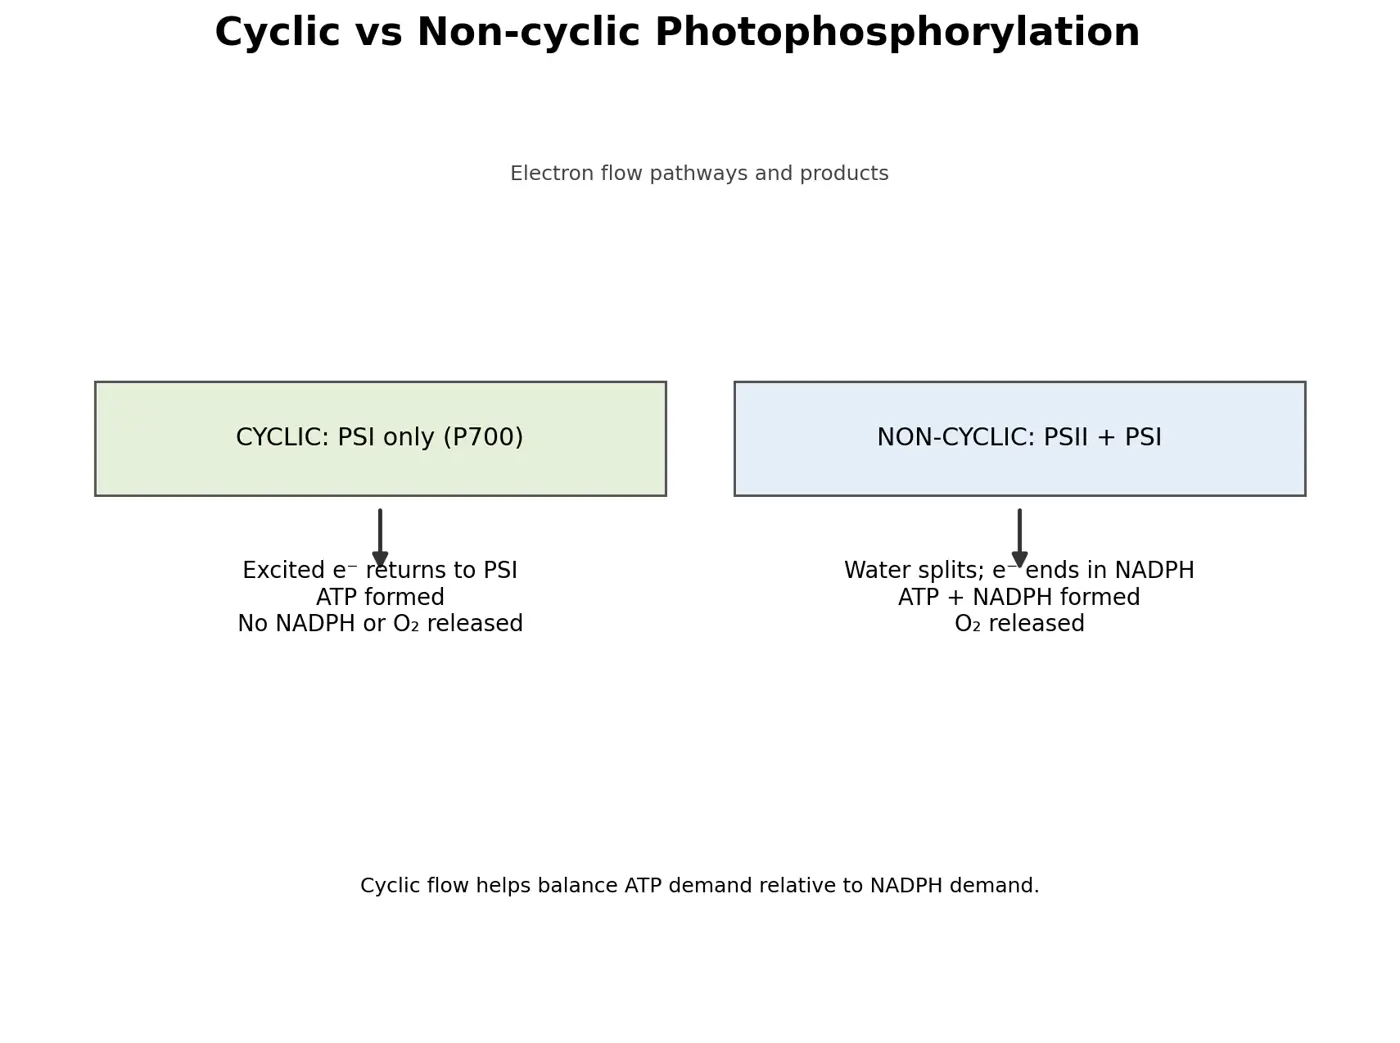 Cyclic vs Non-cyclic Photophosphorylation
Electron flow pathways and products
CYCLIC: PSI only (P700)
NON-CYCLIC: PSII + PSI
Excited e⁻ returns to PSI
ATP formed
No NADPH or O₂ released
Water splits; e⁻ ends in NADPH
ATP + NADPH formed
O₂ released
Cyclic flow helps balance ATP demand relative to NADPH demand.